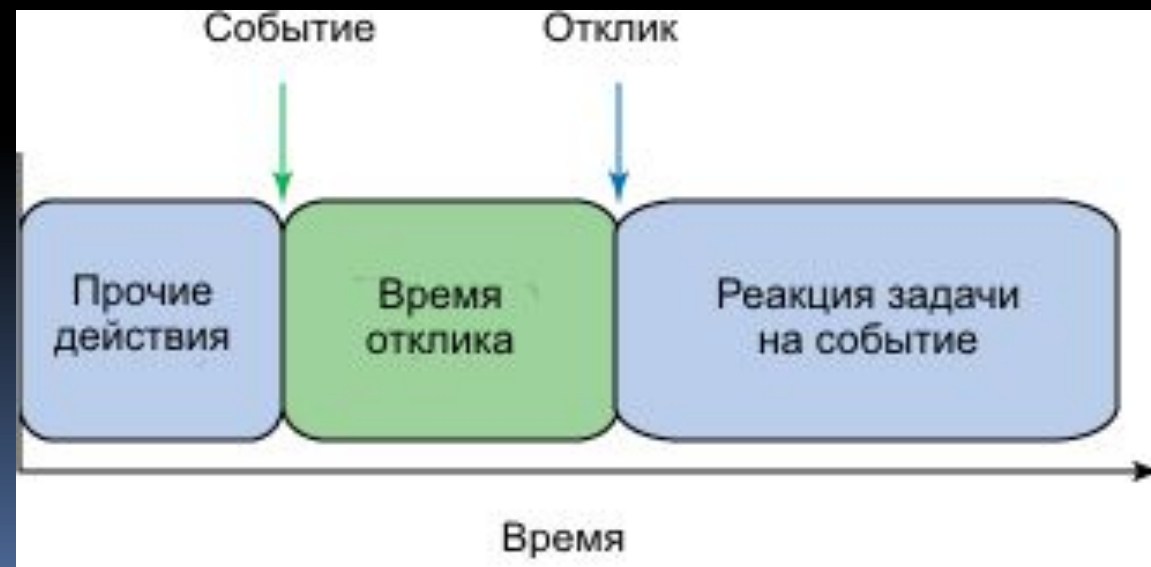 Событие
Отклик
Прочие
действия
Время
отклика
Реакция задачи
на событие
Время